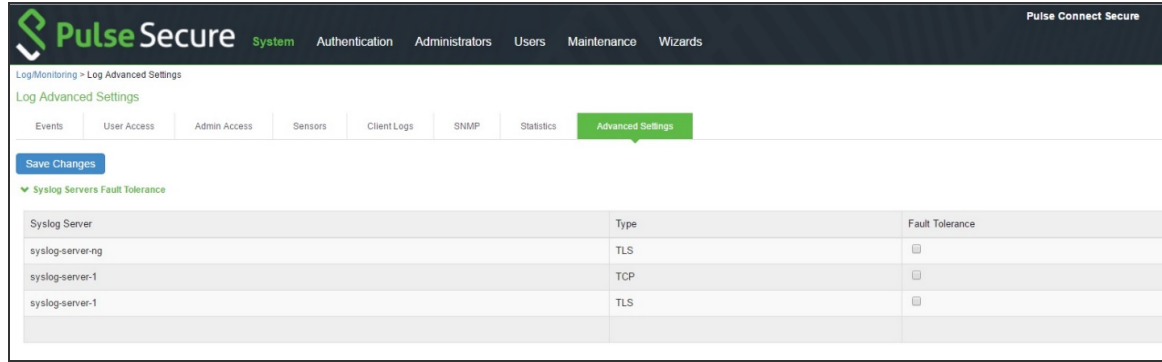 Pulse Connect Secure
Pulse Secure System Authentication Administrators Users Maintenance Wizards
Log/Monitoring > Log Advanced Settings
Log Advanced Settings
Events User Access Admin Access Sensors Client Logs SNMP Statistics Advanced Settings
Save Changes
Syslog Servers Fault Tolerance
Syslog Server Type Fault Tolerance
syslog-server-ng TLS
syslog-server-1 TCP
syslog-server-1 TLS